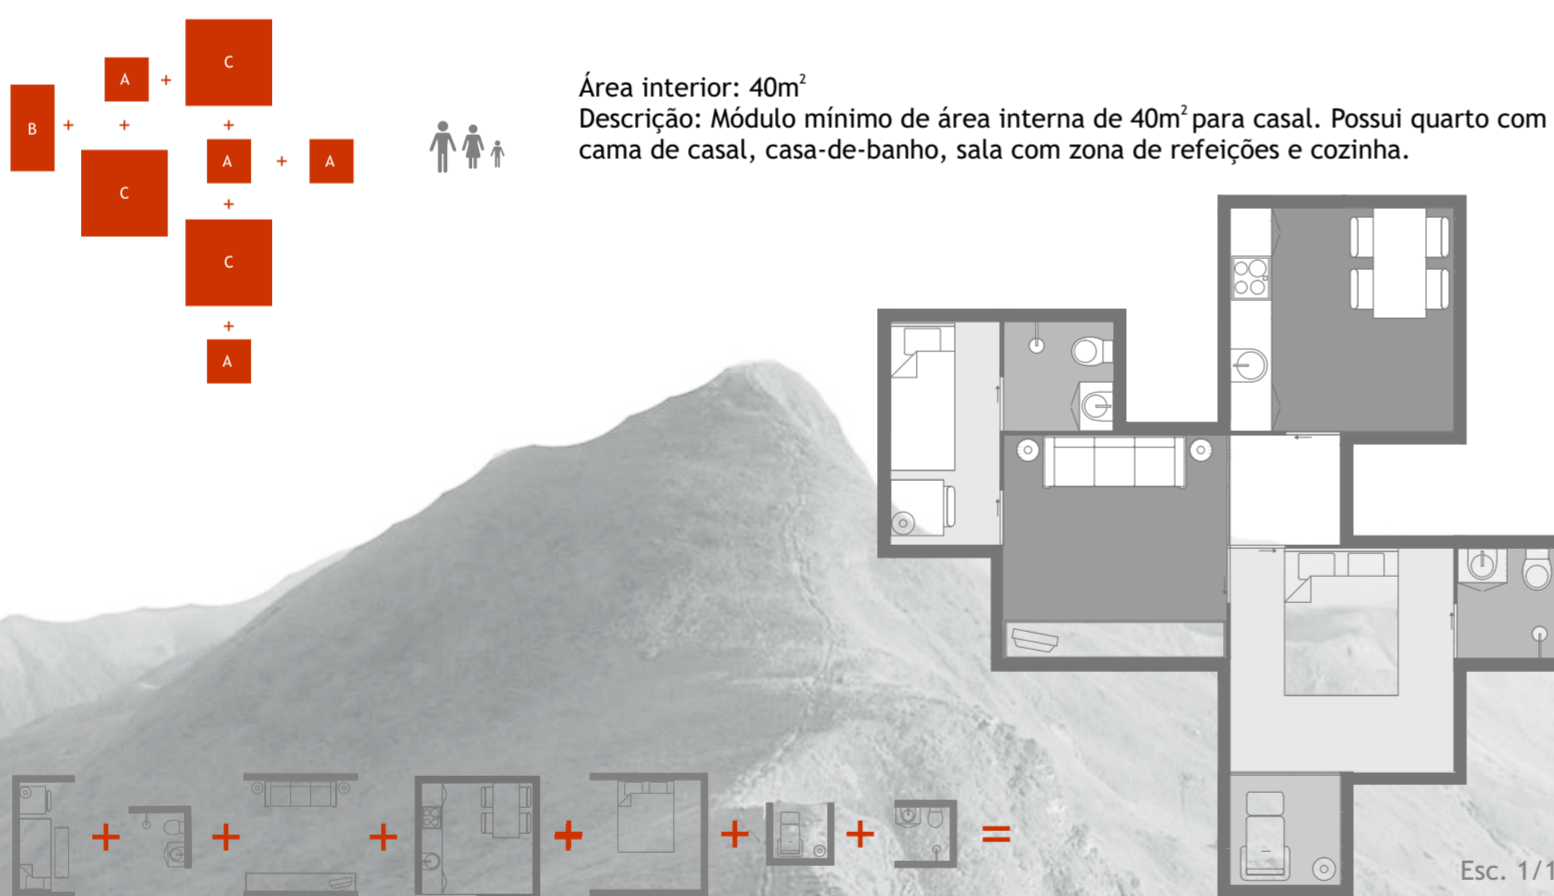 C
A +
B + + +
A + A
C
+
C
+
A
Área interior: 40m²
Descrição: Módulo mínimo de área interna de 40m² para casal. Possui quarto com
cama de casal, casa-de-banho, sala com zona de refeições e cozinha.
+ + + + + + =
Esc. 1/1